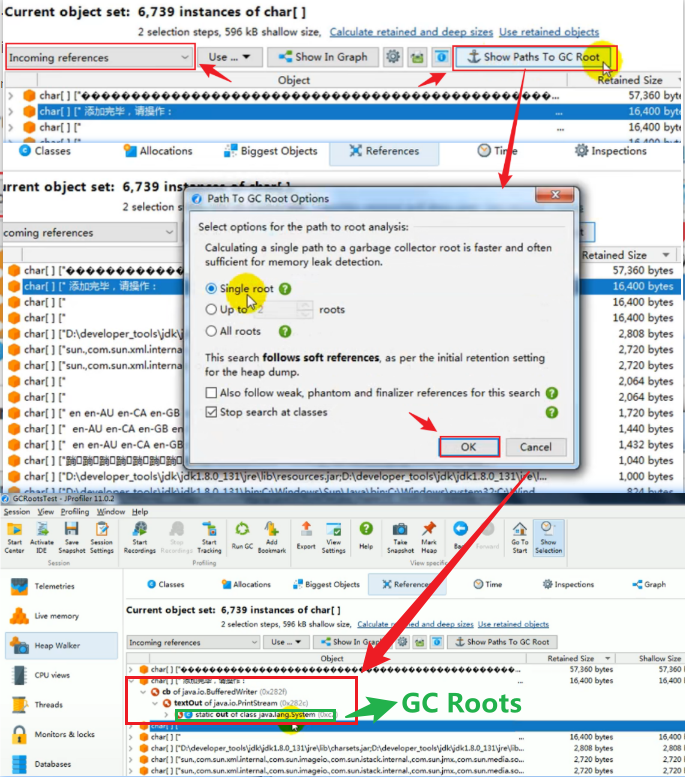 Current object set: 6,739 instances of char[ ]
2 selection steps, 596 kB shallow size, Calculate retained and deep sizes Use retained objects
Incoming references Use ... Show In Graph Show Paths To GC Root
Object Retained Size
char[ ] ["����������������������������������������������������... 57,360 byt
char[ ] [" 添加完毕，请操作： ... 16,400 byt
char[ ] [" ... 16,400 byt
Classes Allocations Biggest Objects References Time Inspections
urrent object set: 6,739 instances of char[ ]
2 selection
coming references
Retained Size
char[ ] ["���������� 57,360 bytes
char[ ] [" 添加完毕，请操作： 16,400 bytes
char[ ] [" 16,400 bytes
char[ ] [" 16,400 bytes
char[ ] ["D:\developer_tools\jdk\j 2,808 bytes
char[ ] ["sun.,com.sun.xml.interna 2,720 bytes
char[ ] ["sun.,com.sun.xml.interna 2,720 bytes
char[ ] [" 2,064 bytes
char[ ] [" 2,064 bytes
char[ ] [" en en-AU en-CA en-GB 1,720 bytes
char[ ] [" en-AU en-CA en-GB 1,440 bytes
char[ ] [" en-AU en-CA en-GB 1,432 bytes
1,040 bytes
char[ ] ["D:\developer_tools\jdk\jdk1.8.0_131\jre\lib\resources.jar;D:\developer_tools\jdk\jdk1.8.0_131\jre\l... 1,000 bytes
char[ ] ["D:\developer_tools\jdk\jdk1.8.0_131\bin;C:\Windows\Sun\Java\bin;C:\Windows\system32;C:\Wind 824 bytes
Path To GC Root Options
Select options for the path to root analysis:
Calculating a single path to a garbage collector root is faster and often
sufficient for memory leak detection.
Single root
Up to 2 roots
All roots
This search follows soft references, as per the initial retention setting
for the heap dump.
Also follow weak, phantom and finalizer references for this search
Stop search at classes
OK Cancel
GCRootsTest - JProfiler 11.0.2
Session View Profiling Window Help
Start Center Activate IDE Save Snapshot Session Settings Start Recordings Stop Recordings Start Tracking Run GC Add Bookmark Export View Settings Help Take Snapshot Mark Heap Back Forward Go To Start Show Selection
Session Profiling View specific
Telemetries
Live memory
Heap Walker
CPU views
Threads
Monitors & locks
Databases
Classes Allocations Biggest Objects References Time Inspections Graph
Current object set: 6,739 instances of char[ ]
2 selection steps, 596 kB shallow size, Calculate retained and deep sizes Use retained objects
Incoming references Use ... Show In Graph Show Paths To GC Root
Object Retained Size Shallow Size
char[ ] ["����������������������������������������... 57,360 bytes 57,360
char[ ] [" 添加完毕，请操作： 16,400 bytes 16,400
cb of java.io.BufferedWriter (0x282f)
textOut of java.io.PrintStream (0x282c)
static out of class java.lang.System
GC Roots
char[ ] ["
char[ ] [" ... 16,400 bytes 16,400
char[ ] ["D:\developer_tools\jdk\jdk1.8.0_131\jre\lib\charsets.jar;D:\developer_tools\jdk\jdk1.8.0_131\jre\l... 2,808 bytes 2,808
char[ ] ["sun.,com.sun.xml.internal.,com.sun.imageio.,com.sun.istack.internal.,com.sun.jmx.,com.sun.media.so... 2,720 bytes 2,720
char[ ] ["sun.,com.sun.xml.internal.,com.sun.imageio.,com.sun.istack.internal.,com.sun.jmx.,com.sun.media.so... 2,720 bytes 2,720